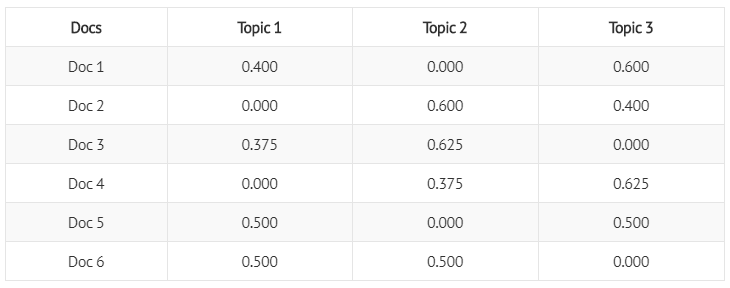 Docs Topic 1 Topic 2 Topic 3
Doc 1 0.400 0.000 0.600
Doc 2 0.000 0.600 0.400
Doc 3 0.375 0.625 0.000
Doc 4 0.000 0.375 0.625
Doc 5 0.500 0.000 0.500
Doc 6 0.500 0.500 0.000